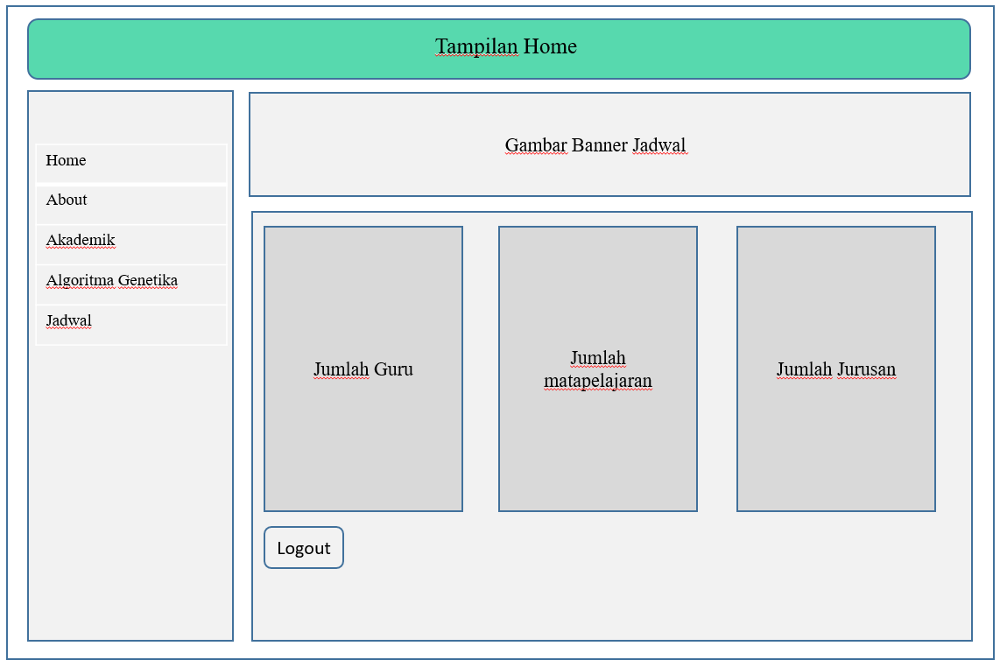 Tampilan Home
Home
About
Akademik
Algoritma Genetika
Jadwal
Gambar Banner Jadwal
Jumlah Guru
Jumlah
matapelajaran
Jumlah Jurusan
Logout